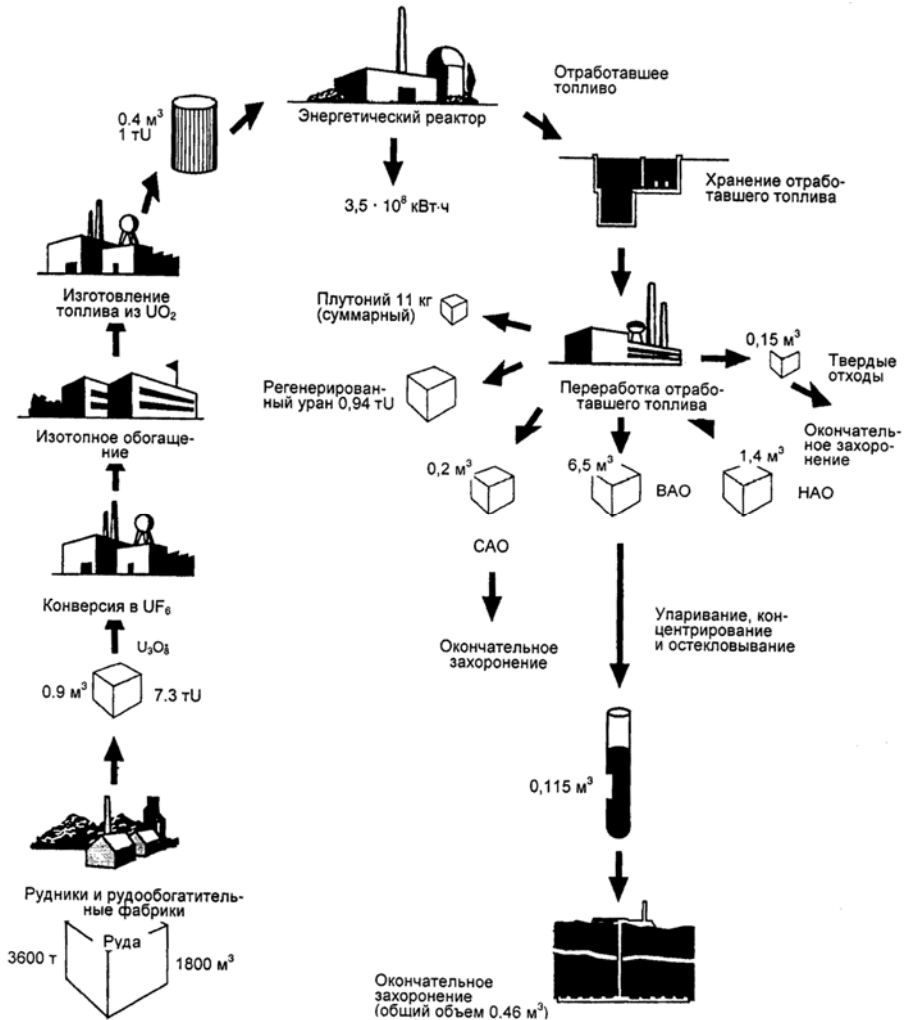 Отработавшее
топливо
0.4 м³
1 тU
Энергетический реактор
3,5 · 10⁸ кВт·ч
Хранение отрабо-
тавшего топлива
Изготовление
топлива из UO₂
Плутоний 11 кг
(суммарный)
0,15 м³
Твердые
отходы
Регенерирован-
ный уран 0,94 тU
Переработка отрабо-
тавшего топлива
Изотопное обогаще-
ние
Окончатель-
ное захоро-
нение
0,2 м³
6,5 м³
1,4 м³
ВАО
НАО
САО
Конверсия в UF₆
U₃O₈
Упаривание, кон-
центрирование
и остекловывание
Окончательное
захоронение
0.9 м³
7.3 тU
0,115 м³
Рудники и рудообогатитель-
ные фабрики
Руда
3600 т
1800 м³
Окончательное
захоронение
(общий объем 0.46 м³)